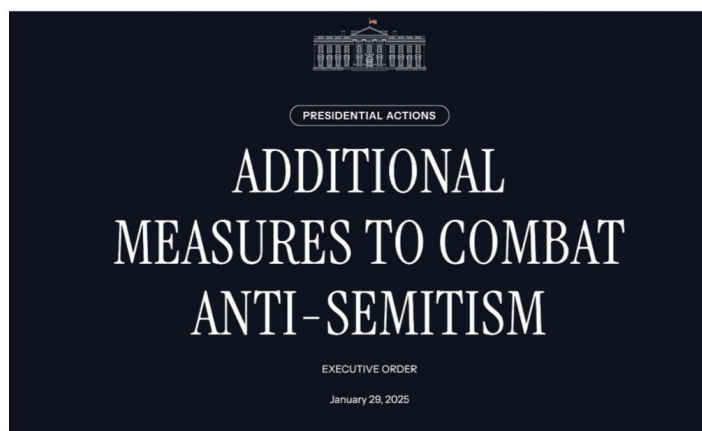 PRESIDENTIAL ACTIONS
ADDITIONAL
MEASURES TO COMBAT
ANTI-SEMITISM
EXECUTIVE ORDER
January 29, 2025